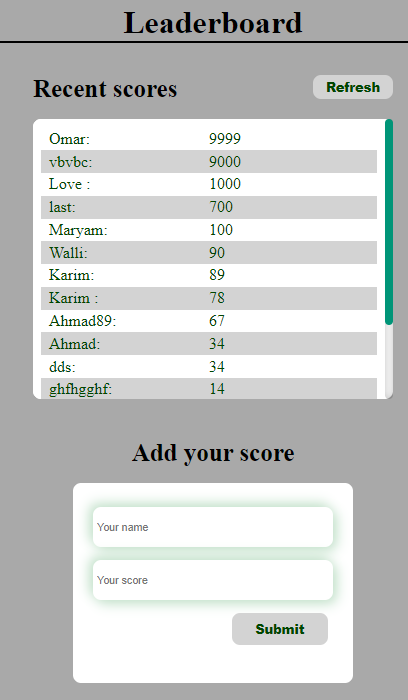 Leaderboard
Recent scores Refresh
Omar: 9999
vbvbc: 9000
Love : 1000
last: 700
Maryam: 100
Walli: 90
Karim: 89
Karim : 78
Ahmad89: 67
Ahmad: 34
dds: 34
ghfhgghf: 14
Add your score
Your name
Your score
Submit